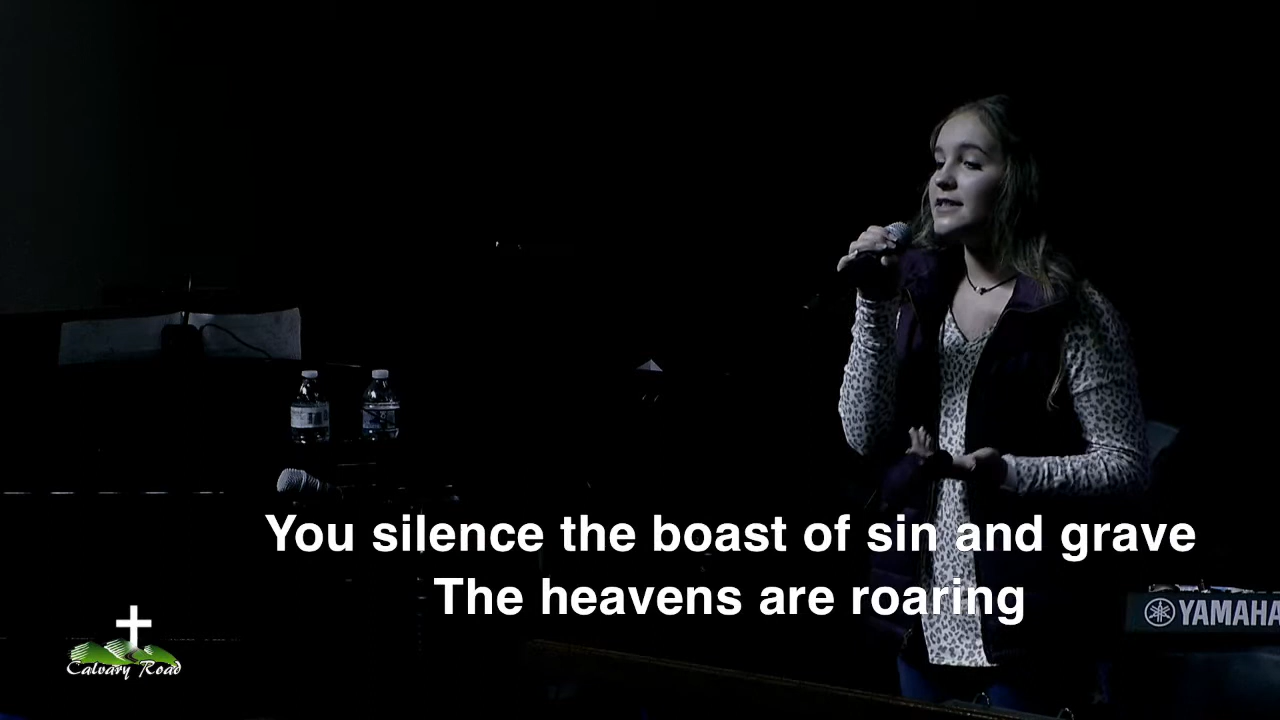 You silence the boast of sin and grave
The heavens are roaring
YAMAHA
Calvary Road